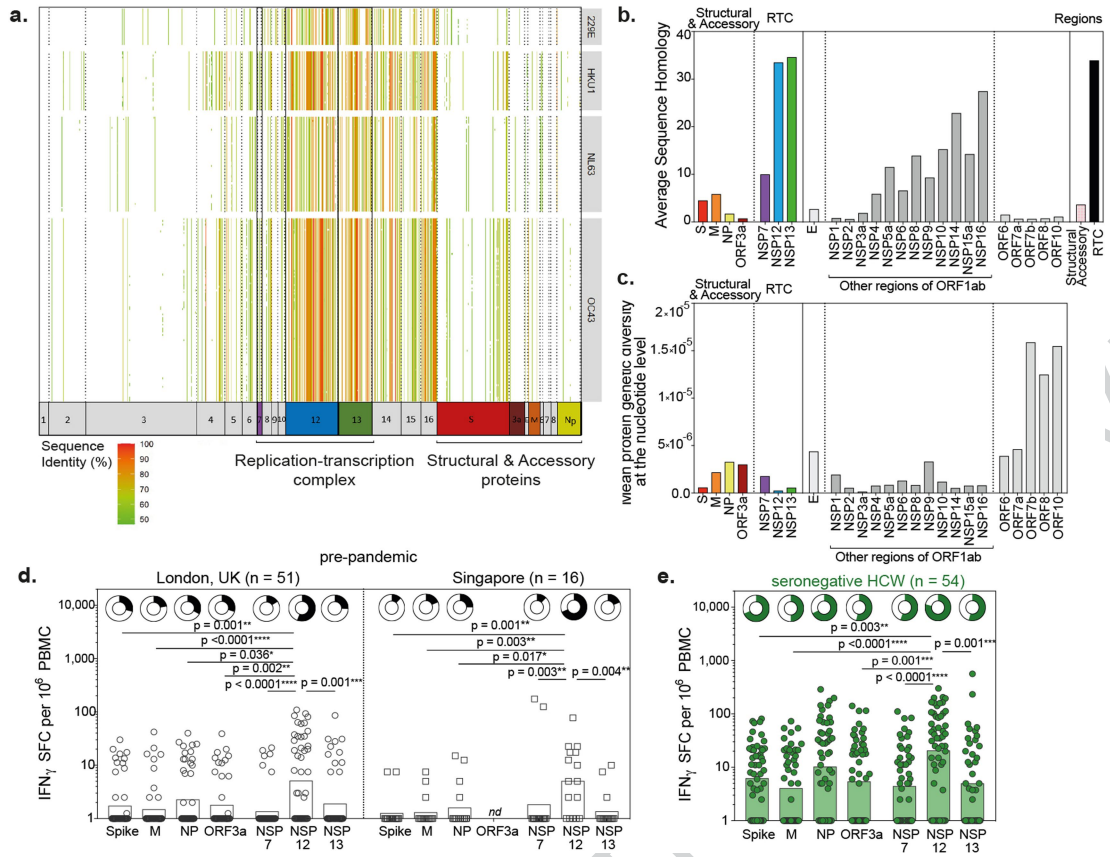 a.
229E
HKU1
NL63
OC43
1 2 3 4 5 6 7 8 9 10 12 13 14 15 16 S 3a E M 6 7 8 Np
Sequence
Identity (%)
100
90
80
70
60
50
Replication-transcription
complex
Structural & Accessory
proteins
b.
Structural
& Accessory
RTC
Regions
Average Sequence Homology
40
30
20
10
0
S
M
NP
ORF3a
NSP7
NSP12
NSP13
E
NSP1
NSP2
NSP3a
NSP4
NSP5a
NSP6
NSP8
NSP9
NSP10
NSP14
NSP15a
NSP16
ORF6
ORF7a
ORF7b
ORF8
ORF10
Structural
Accessory
RTC
Other regions of ORF1ab
c.
Structural
& Accessory
RTC
Mean protein genetic diversity
at the nucleotide level
2×10-5
1.5×10-5
5×10-6
0.0
S
M
NP
ORF3a
NSP7
NSP12
NSP13
E
NSP1
NSP2
NSP3a
NSP4
NSP5a
NSP6
NSP8
NSP9
NSP10
NSP14
NSP15a
NSP16
ORF6
ORF7a
ORF7b
ORF8
ORF10
Other regions of ORF1ab
pre-pandemic
d.
London, UK (n = 51)
Singapore (n = 16)
IFNγ SFC per 10⁶ PBMC
10,000
1,000
100
10
1
p = 0.001**
p <0.0001****
p = 0.036*
p = 0.002**
p < 0.0001****
p = 0.001***
p = 0.001**
p = 0.003**
p = 0.017*
p = 0.003**
p = 0.004**
nd
Spike M NP ORF3a NSP NSP NSP
7 12 13
Spike M NP ORF3a NSP NSP NSP
7 12 13
e.
seronegative HCW (n = 54)
IFNγ SFC per 10⁶ PBMC
10,000
1,000
100
10
1
p = 0.003**
p <0.0001****
p = 0.001***
p = 0.001***
p < 0.0001****
Spike M NP ORF3a NSP NSP NSP
7 12 13